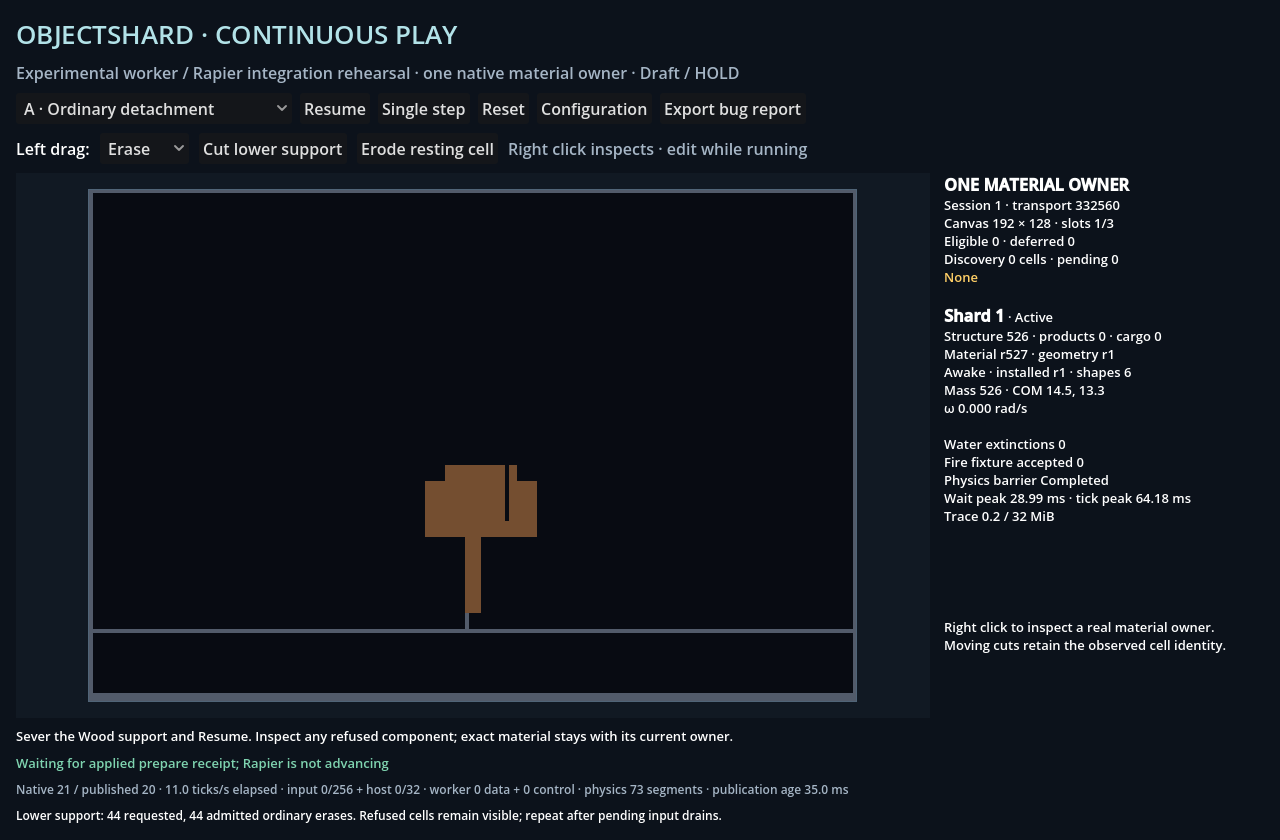 OBJECTSHARD · CONTINUOUS PLAY
Experimental worker / Rapier integration rehearsal · one native material owner · Draft / HOLD
A · Ordinary detachment Resume Single step Reset Configuration Export bug report
Left drag: Erase Cut lower support Erode resting cell Right click inspects · edit while running
ONE MATERIAL OWNER
Session 1 · transport 332560
Canvas 192 × 128 · slots 1/3
Eligible 0 · deferred 0
Discovery 0 cells · pending 0
None
Shard 1 · Active
Structure 526 · products 0 · cargo 0
Material r527 · geometry r1
Awake · installed r1 · shapes 6
Mass 526 · COM 14.5, 13.3
ω 0.000 rad/s
Water extinctions 0
Fire fixture accepted 0
Physics barrier Completed
Wait peak 28.99 ms · tick peak 64.18 ms
Trace 0.2 / 32 MiB
Right click to inspect a real material owner.
Moving cuts retain the observed cell identity.
Sever the Wood support and Resume. Inspect any refused component; exact material stays with its current owner.
Waiting for applied prepare receipt; Rapier is not advancing
Native 21 / published 20 · 11.0 ticks/s elapsed · input 0/256 + host 0/32 · worker 0 data + 0 control · physics 73 segments · publication age 35.0 ms
Lower support: 44 requested, 44 admitted ordinary erases. Refused cells remain visible; repeat after pending input drains.